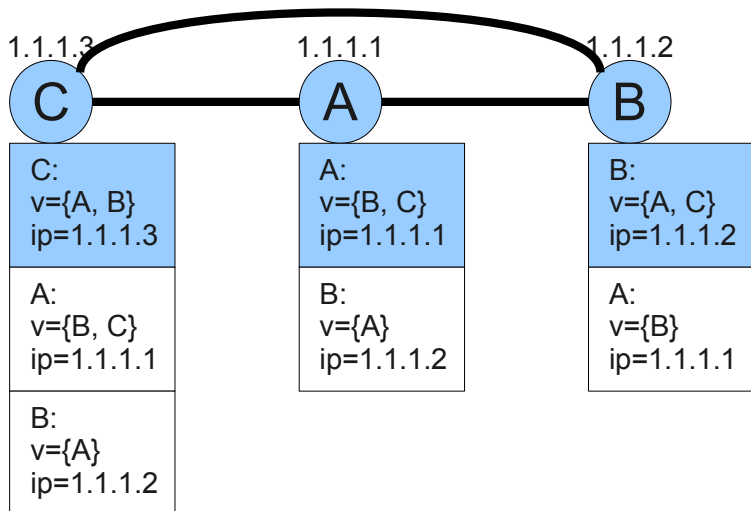 1.1.1.3
1.1.1.1
1.1.1.2
C
A
B
C:
v={A, B}
ip=1.1.1.3
A:
v={B, C}
ip=1.1.1.1
B:
v={A}
ip=1.1.1.2
A:
v={B, C}
ip=1.1.1.1
B:
v={A}
ip=1.1.1.2
B:
v={A, C}
ip=1.1.1.2
A:
v={B}
ip=1.1.1.1